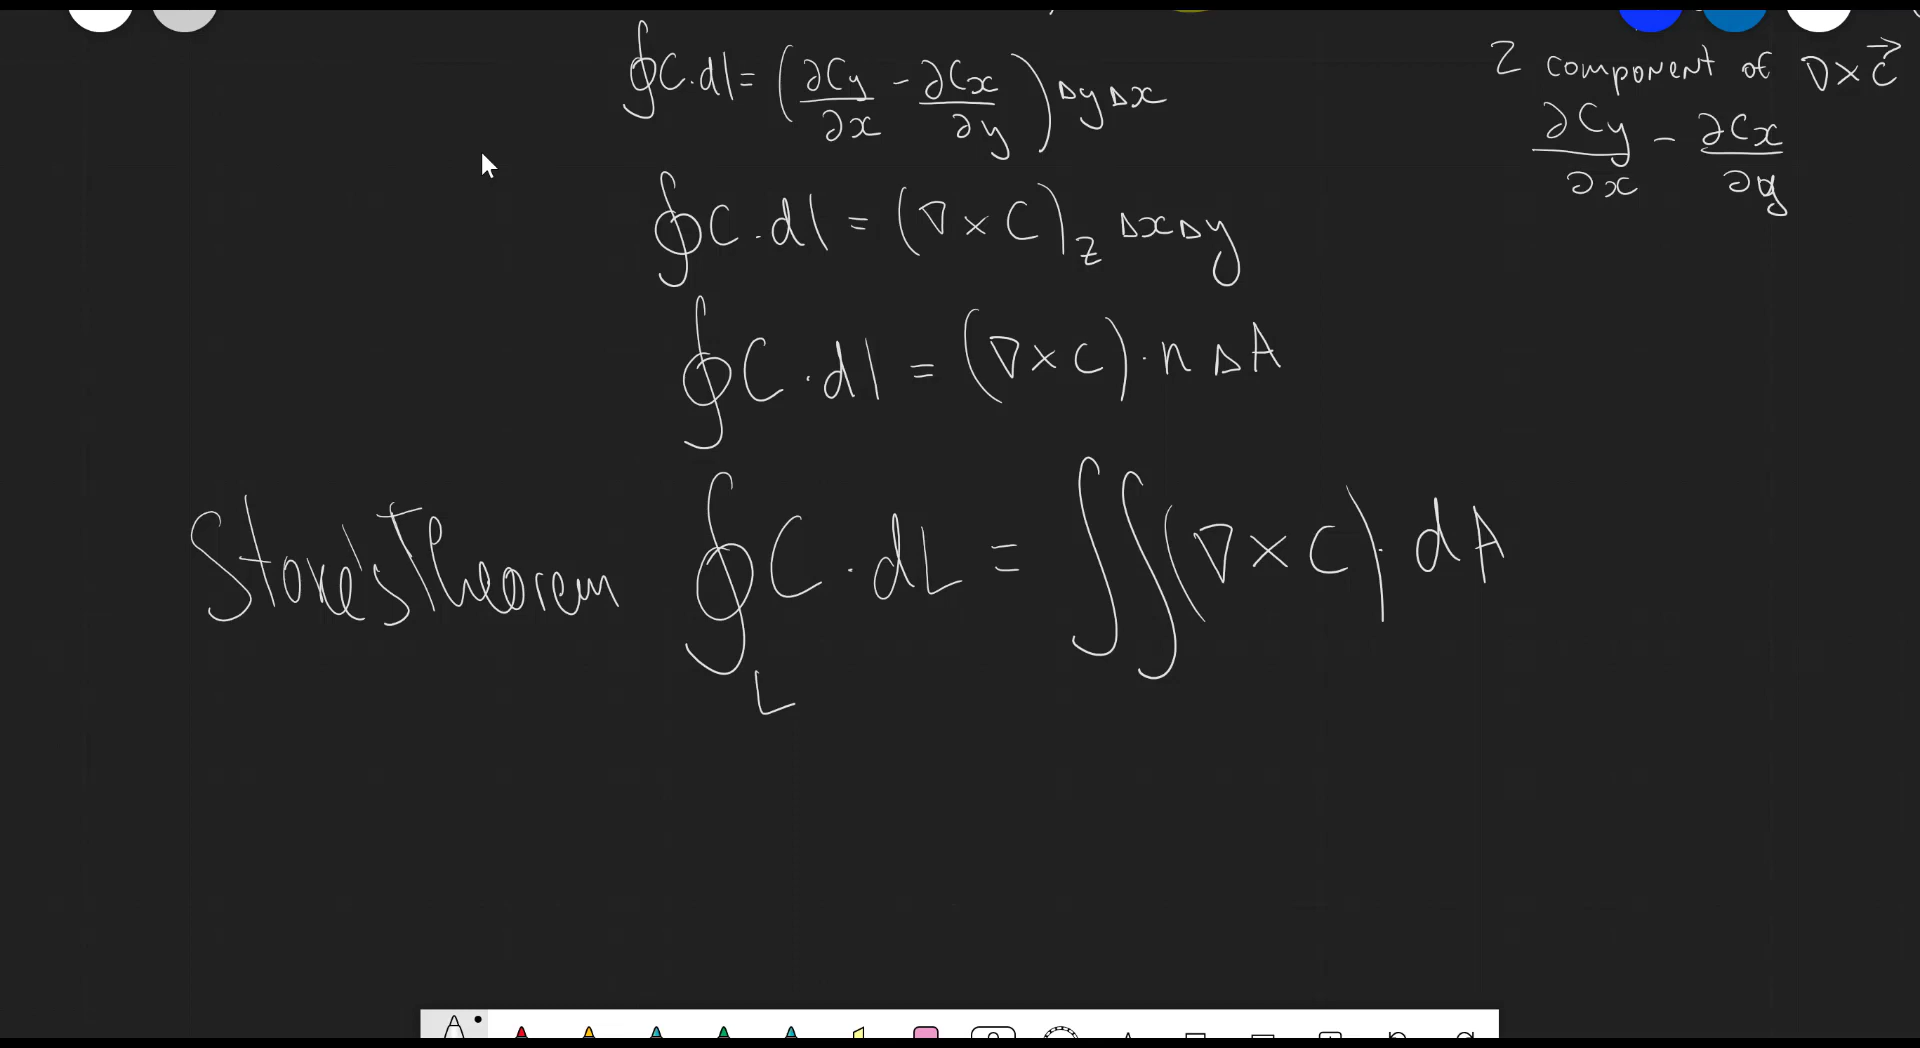 ∮C.dl = (∂Cy/∂x - ∂Cx/∂y) ΔyΔx
Z component of ∇×C⃗
∂Cy/∂x - ∂Cx/∂y
∮C.dl = (∇×C)z ΔxΔy
∮C.dl = (∇×C)·n ΔA
Stoke's Theorem ∮C·dL = ∬(∇×C)·dA
L